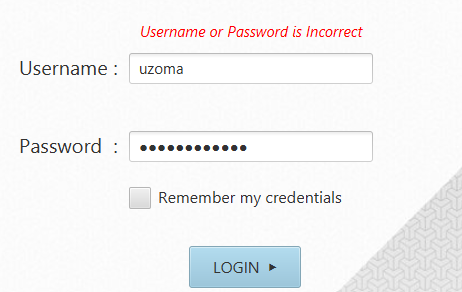 Username or Password is Incorrect
Username : uzoma
Password : ●●●●●●●●●●●●
Remember my credentials
LOGIN ▶